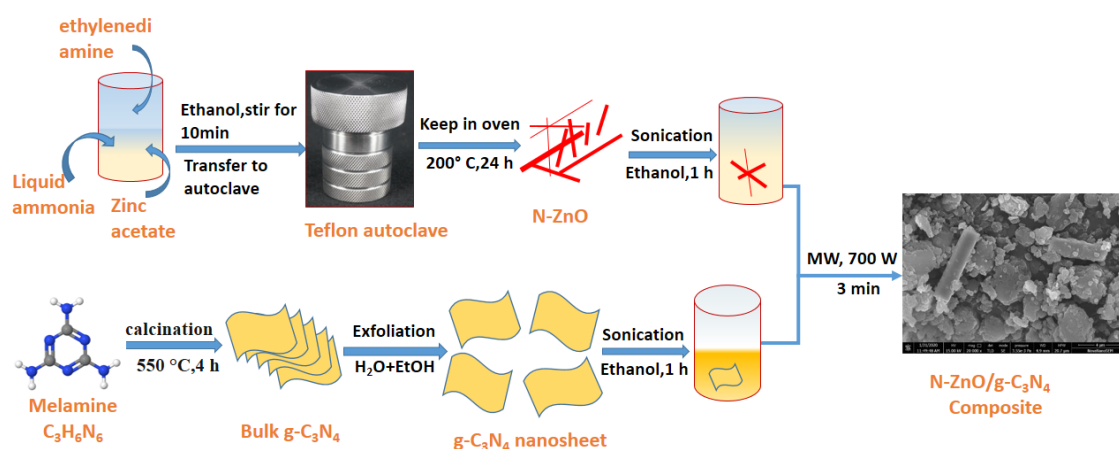 ethylenedi
amine
Liquid
ammonia
Zinc
acetate
Ethanol,stir for
10min
Transfer to
autoclave
Teflon autoclave
Keep in oven
200° C,24 h
N-ZnO
Sonication
Ethanol,1 h
MW, 700 W
3 min
N-ZnO/g-C₃N₄
Composite
Melamine
C₃H₆N₆
calcination
550 °C,4 h
Bulk g-C₃N₄
Exfoliation
H₂O+EtOH
g-C₃N₄ nanosheet
Sonication
Ethanol,1 h